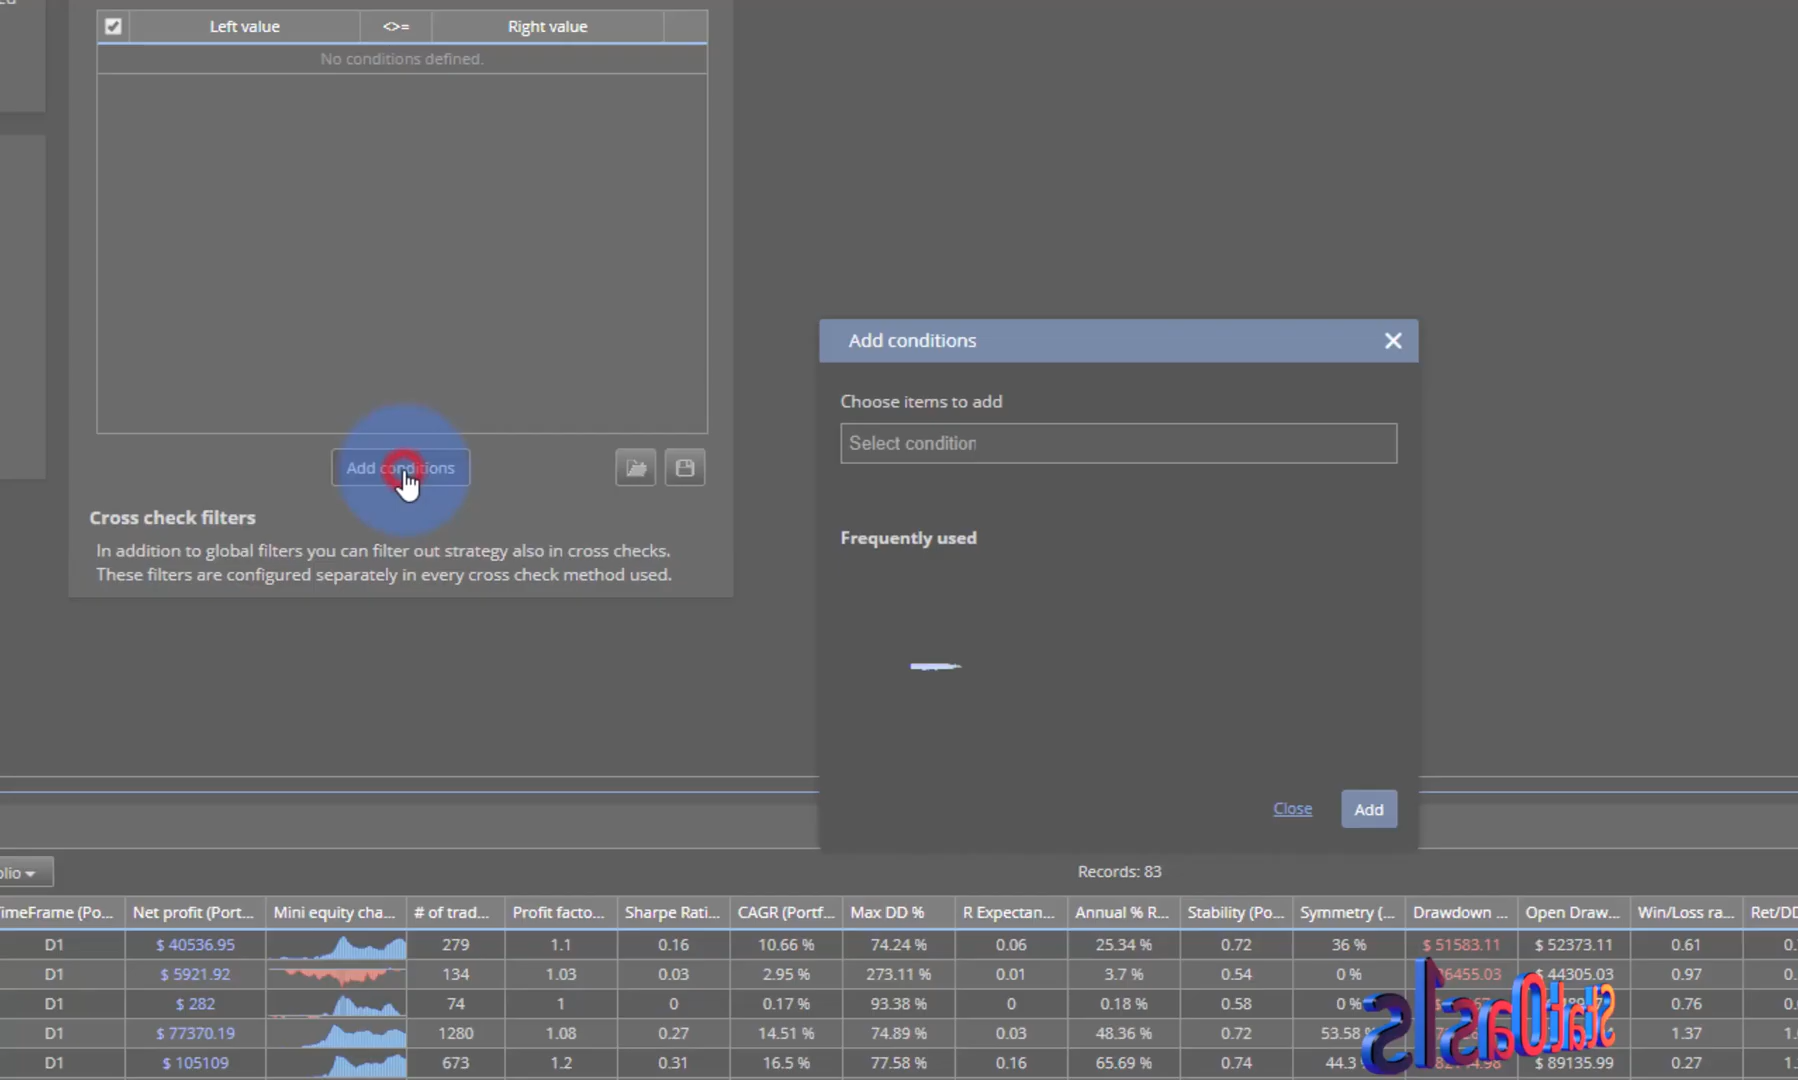 Left value <>= Right value
No conditions defined.
Add conditions
Cross check filters
In addition to global filters you can filter out strategy also in cross checks.
These filters are configured separately in every cross check method used.
Add conditions
Choose items to add
Select condition
Frequently used
Close Add
Records: 83
Net profit (Port... Mini equity cha... # of trad... Profit facto... Sharpe Rati... CAGR (Portf... Max DD % R Expectan... Annual % R... Stability (Po... Symmetry (... Drawdown ... Open Draw... Win/Loss ra...
D1 $ 40536.95 279 1.1 0.16 10.66 % 74.24 % 0.06 25.34 % 0.72 36 % $ 51583.11 $ 52373.11 0.61
D1 $ 5921.92 134 1.03 0.03 2.95 % 273.11 % 0.01 3.7 % 0.54 0 % $ 44305.03 0.97
D1 $ 282 74 1 0 0.17 % 93.38 % 0 0.18 % 0.58 0 % 0.76
D1 $ 77370.19 1280 1.08 0.27 14.51 % 74.89 % 0.03 48.36 % 0.72 53.58 1.37
D1 $ 105109 673 1.2 0.31 16.5 % 77.58 % 0.16 65.69 % 0.74 44.3 $ 89135.99 0.27
StatOasis